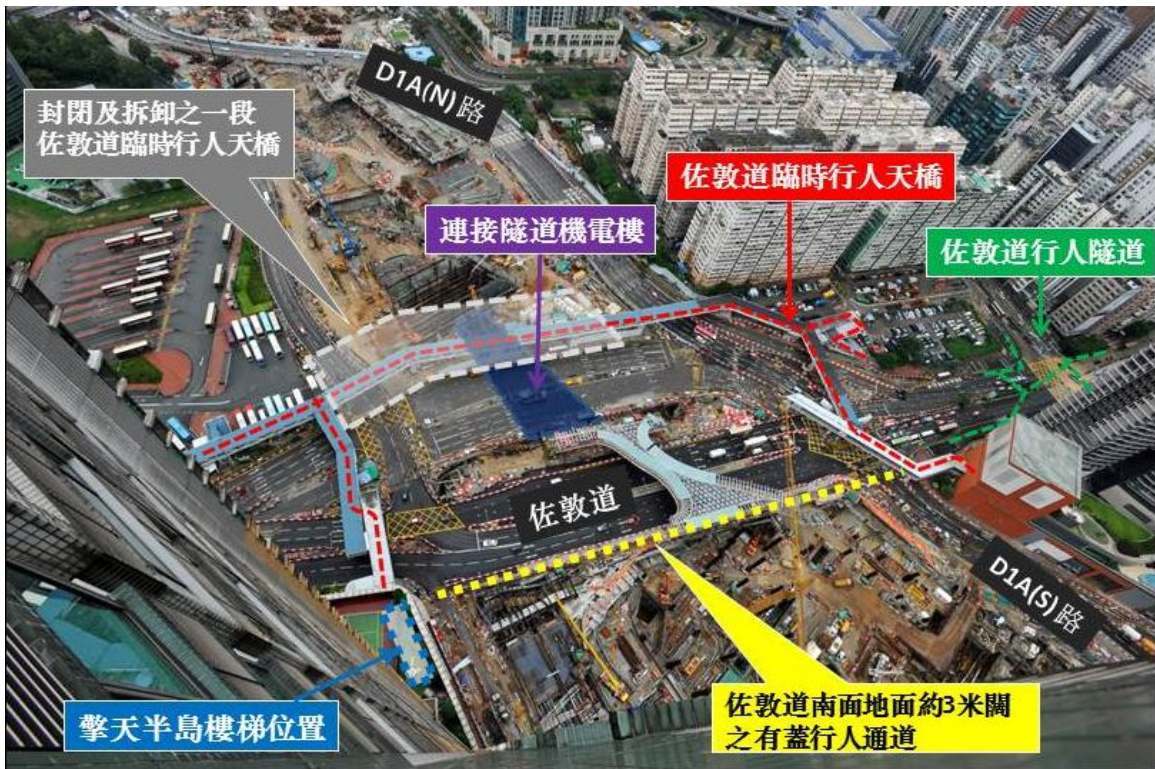 D1A(N) 路
封閉及拆卸之一段
佐敦道臨時行人天橋
佐敦道臨時行人天橋
連接隧道機電樓
佐敦道行人隧道
佐敦道
D1A(S) 路
擎天半島樓梯位置
佐敦道南面地面約3米闊
之有蓋行人通道